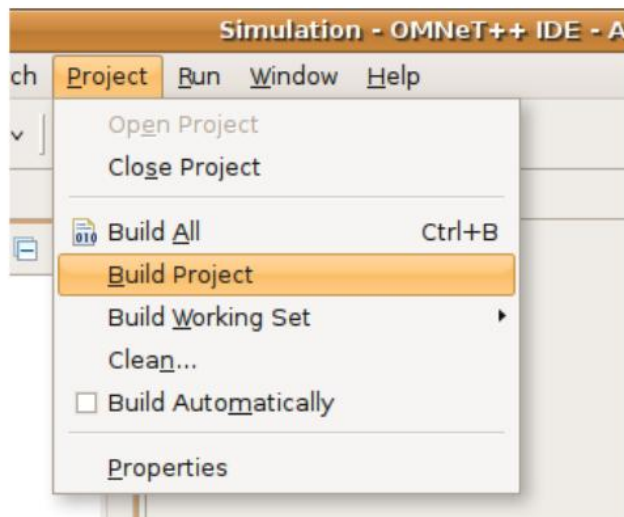 Simulation - OMNeT++ IDE - A
ch Project Run Window Help
Open Project
Close Project
010 Build All Ctrl+B
Build Project
Build Working Set
Clean...
Build Automatically
Properties